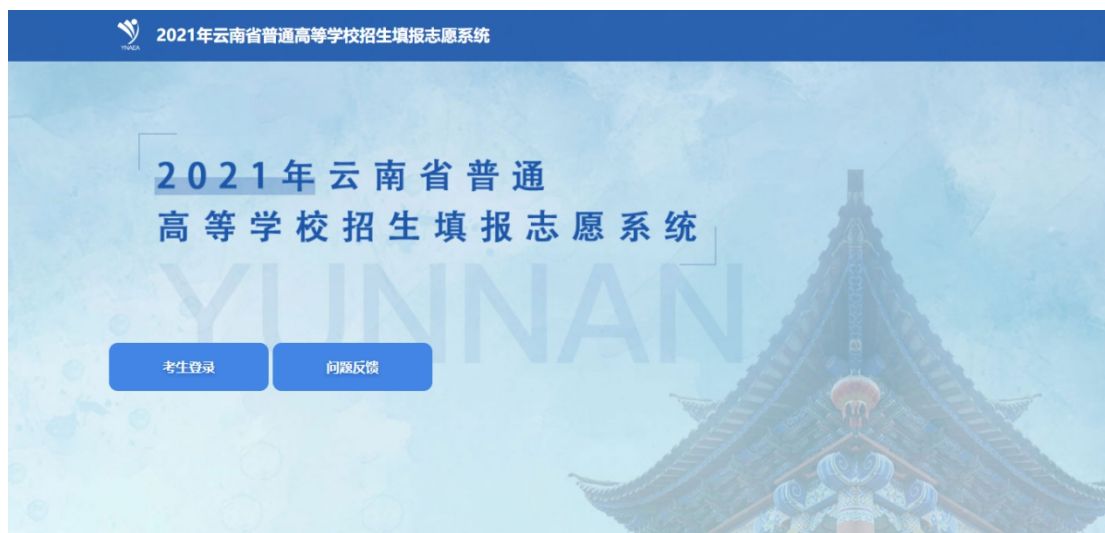 YNAEA
2021年云南省普通高等学校招生填报志愿系统
2021年云南省普通
高等学校招生填报志愿系统
YUNNAN
考生登录
问题反馈